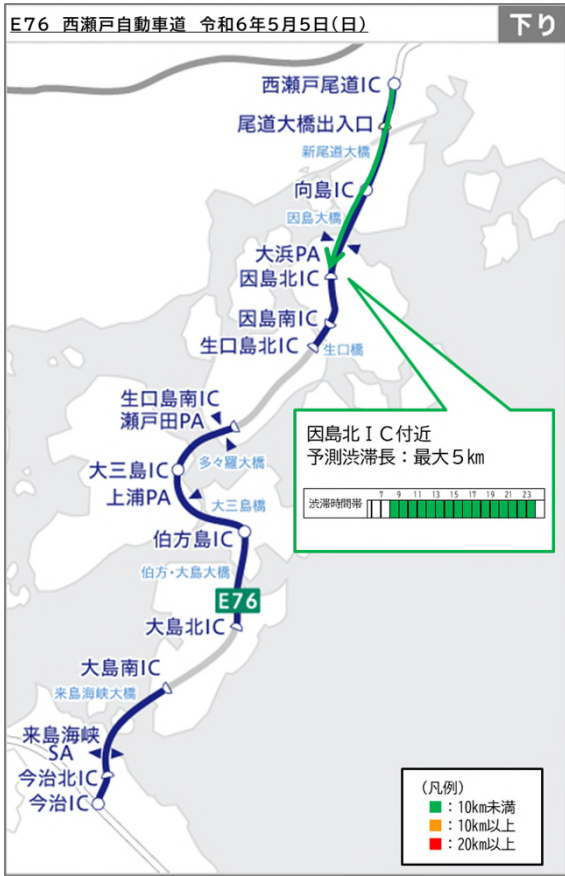 E76 西瀬戸自動車道 令和6年5月5日(日)
下り
西瀬戸尾道IC
尾道大橋出入口
新尾道大橋
向島IC
因島大橋
大浜PA
因島北IC
因島南IC
生口島北IC
生口橋
生口島南IC
瀬戸田PA
多々羅大橋
大三島IC
上浦PA
大三島橋
伯方島IC
伯方・大島大橋
E76
大島北IC
大島南IC
来島海峡大橋
来島海峡
SA
今治北IC
今治IC
因島北IC付近
予測渋滞長：最大5km
渋滞時間帯
7 9 11 13 15 17 19 21 23
(凡例)
：10km未満
：10km以上
：20km以上